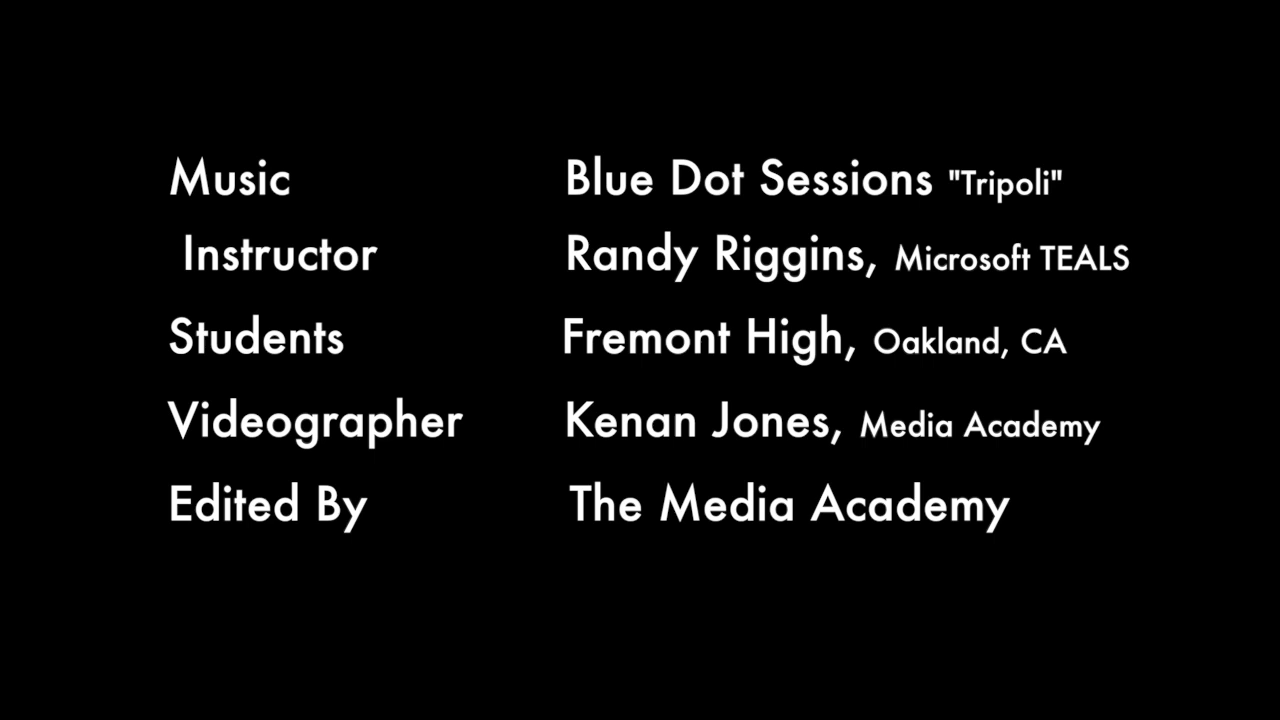 Music Blue Dot Sessions "Tripoli"
Instructor Randy Riggins, Microsoft TEALS
Students Fremont High, Oakland, CA
Videographer Kenan Jones, Media Academy
Edited By The Media Academy